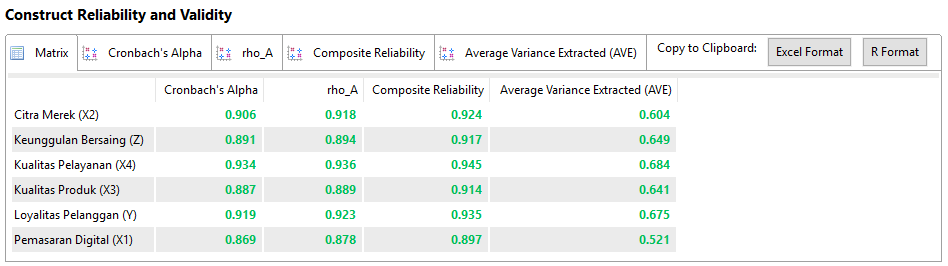 Construct Reliability and Validity
Matrix Cronbach's Alpha rho_A Composite Reliability Average Variance Extracted (AVE) Copy to Clipboard: Excel Format R Format
Cronbach's Alpha rho_A Composite Reliability Average Variance Extracted (AVE)
Citra Merek (X2) 0.906 0.918 0.924 0.604
Keunggulan Bersaing (Z) 0.891 0.894 0.917 0.649
Kualitas Pelayanan (X4) 0.934 0.936 0.945 0.684
Kualitas Produk (X3) 0.887 0.889 0.914 0.641
Loyalitas Pelanggan (Y) 0.919 0.923 0.935 0.675
Pemasaran Digital (X1) 0.869 0.878 0.897 0.521